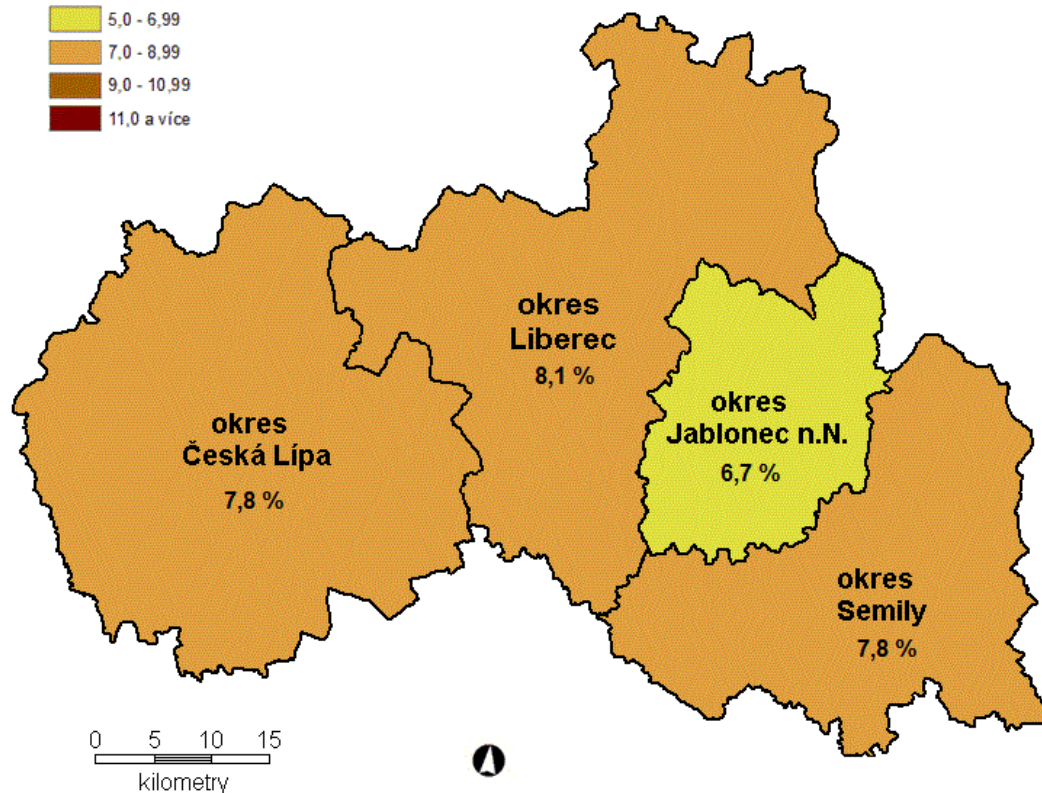 5,0 - 6,99
7,0 - 8,99
9,0 - 10,99
11,0 a více
okres
Liberec
8,1 %
okres
Jablonec n.N.
6,7 %
okres
Česká Lípa
7,8 %
okres
Semily
7,8 %
0 5 10 15
kilometry